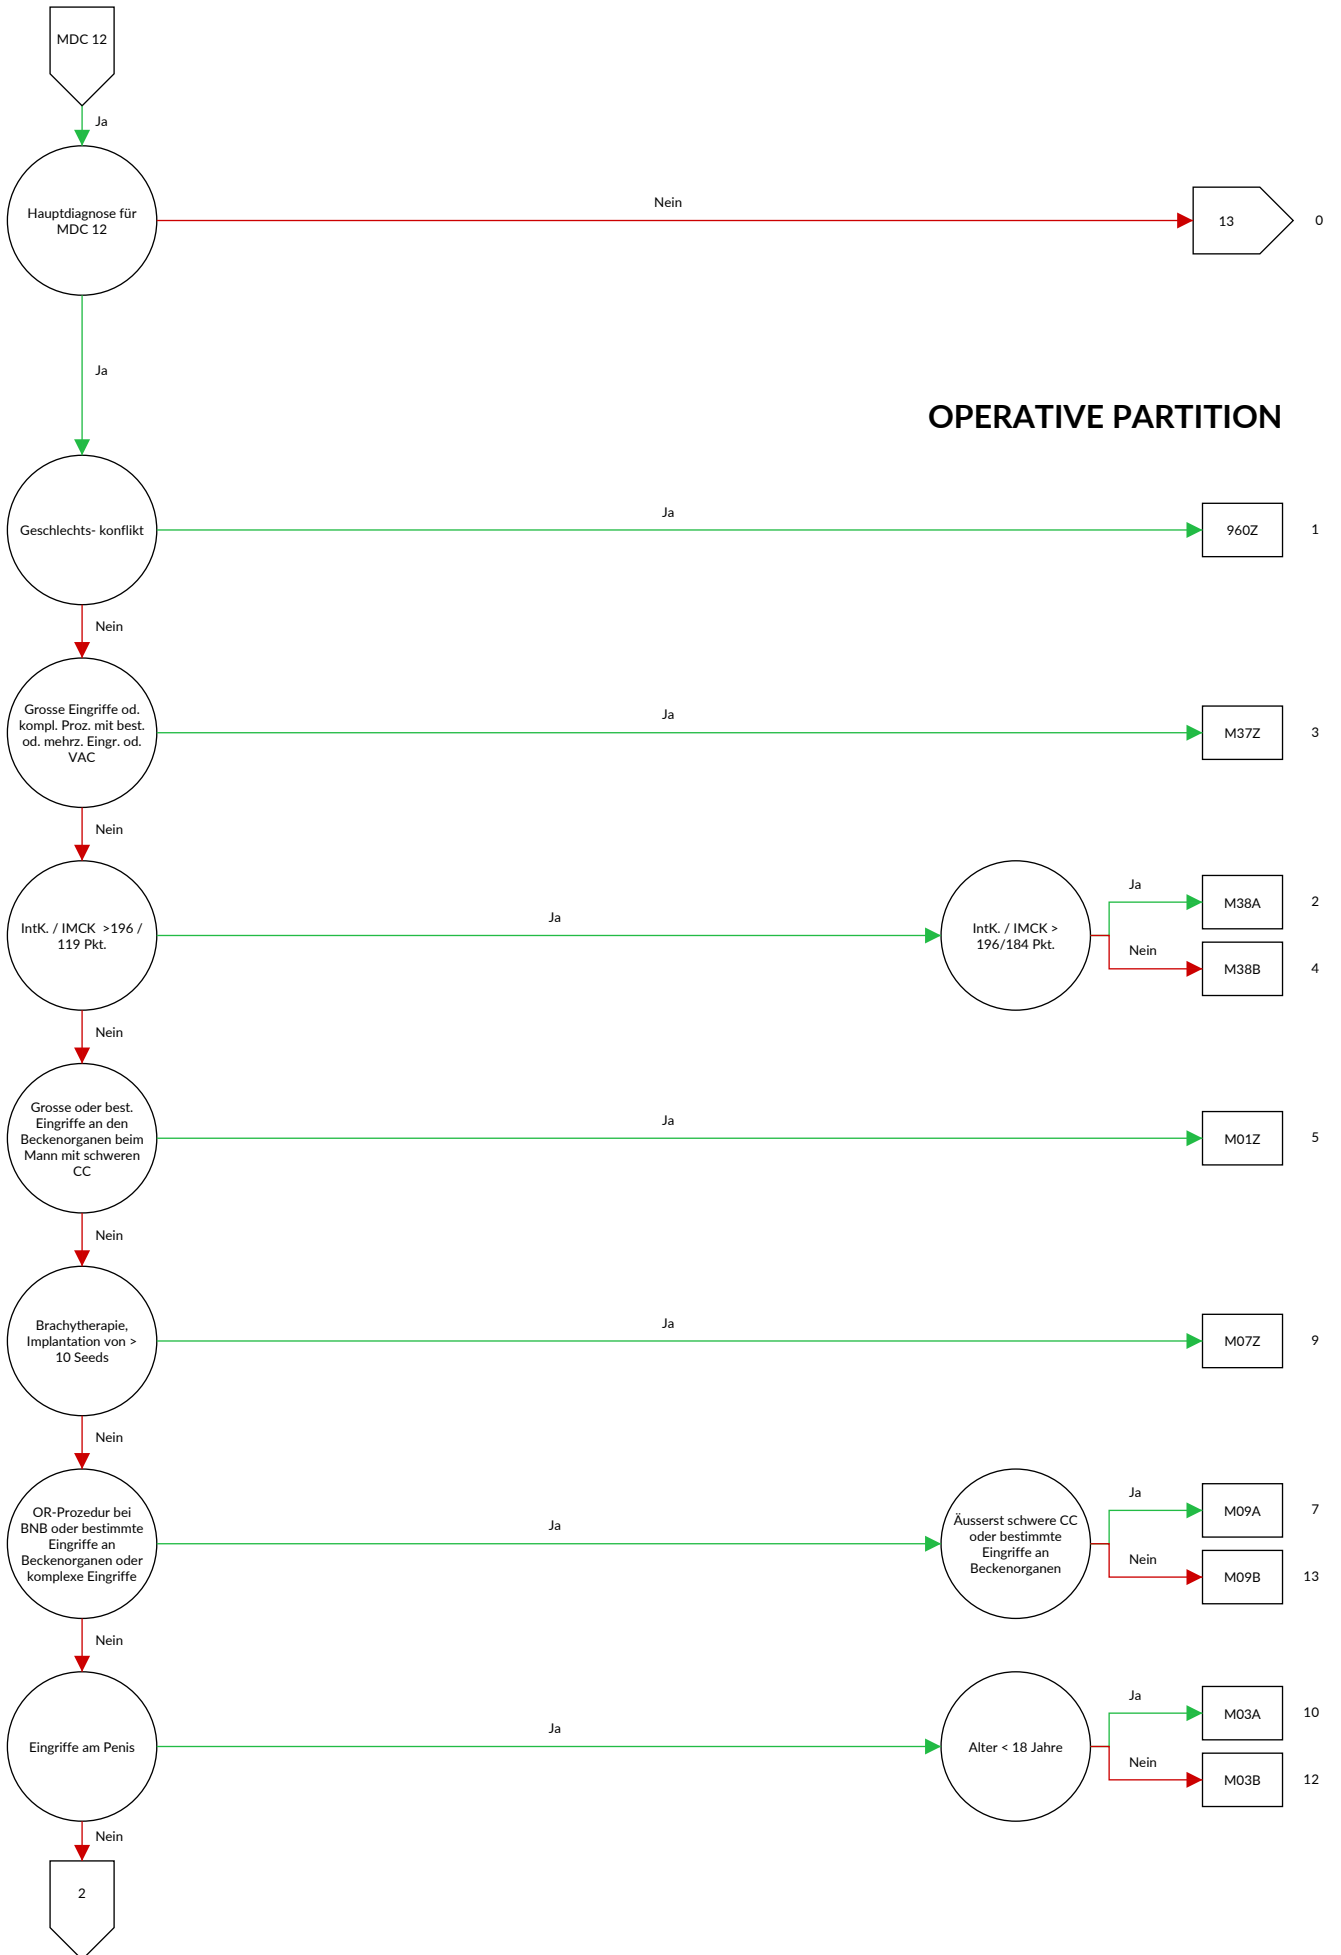 MDC 12
Ja
Hauptdiagnose für
MDC 12
Nein
13
0
Ja
OPERATIVE PARTITION
Geschlechts- konflikt
Ja
960Z
1
Nein
Grosse Eingriffe od.
kompl. Proz. mit best.
od. mehrz. Eingr. od.
VAC
Ja
M37Z
3
Nein
IntK. / IMCK >196 /
119 Pkt.
Ja
IntK. / IMCK >
196/184 Pkt.
Ja
M38A
2
Nein
M38B
4
Nein
Grosse oder best.
Eingriffe an den
Beckenorganen beim
Mann mit schweren
CC
Ja
M01Z
5
Nein
Brachytherapie,
Implantation von >
10 Seeds
Ja
M07Z
9
Nein
OR-Prozedur bei
BNB oder bestimmte
Eingriffe an
Beckenorganen oder
komplexe Eingriffe
Ja
Äusserst schwere CC
oder bestimmte
Eingriffe an
Beckenorganen
Ja
M09A
7
Nein
M09B
13
Nein
Eingriffe am Penis
Ja
Alter < 18 Jahre
Ja
M03A
10
Nein
M03B
12
Nein
2